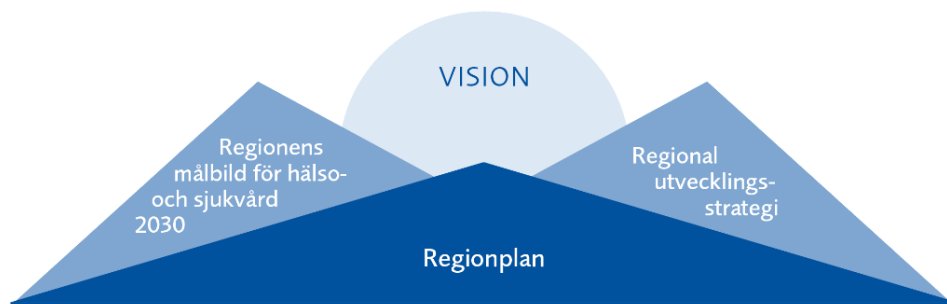 VISION
Regionens
målbild för hälso-
och sjukvård
2030
Regional
utvecklings-
strategi
Regionplan